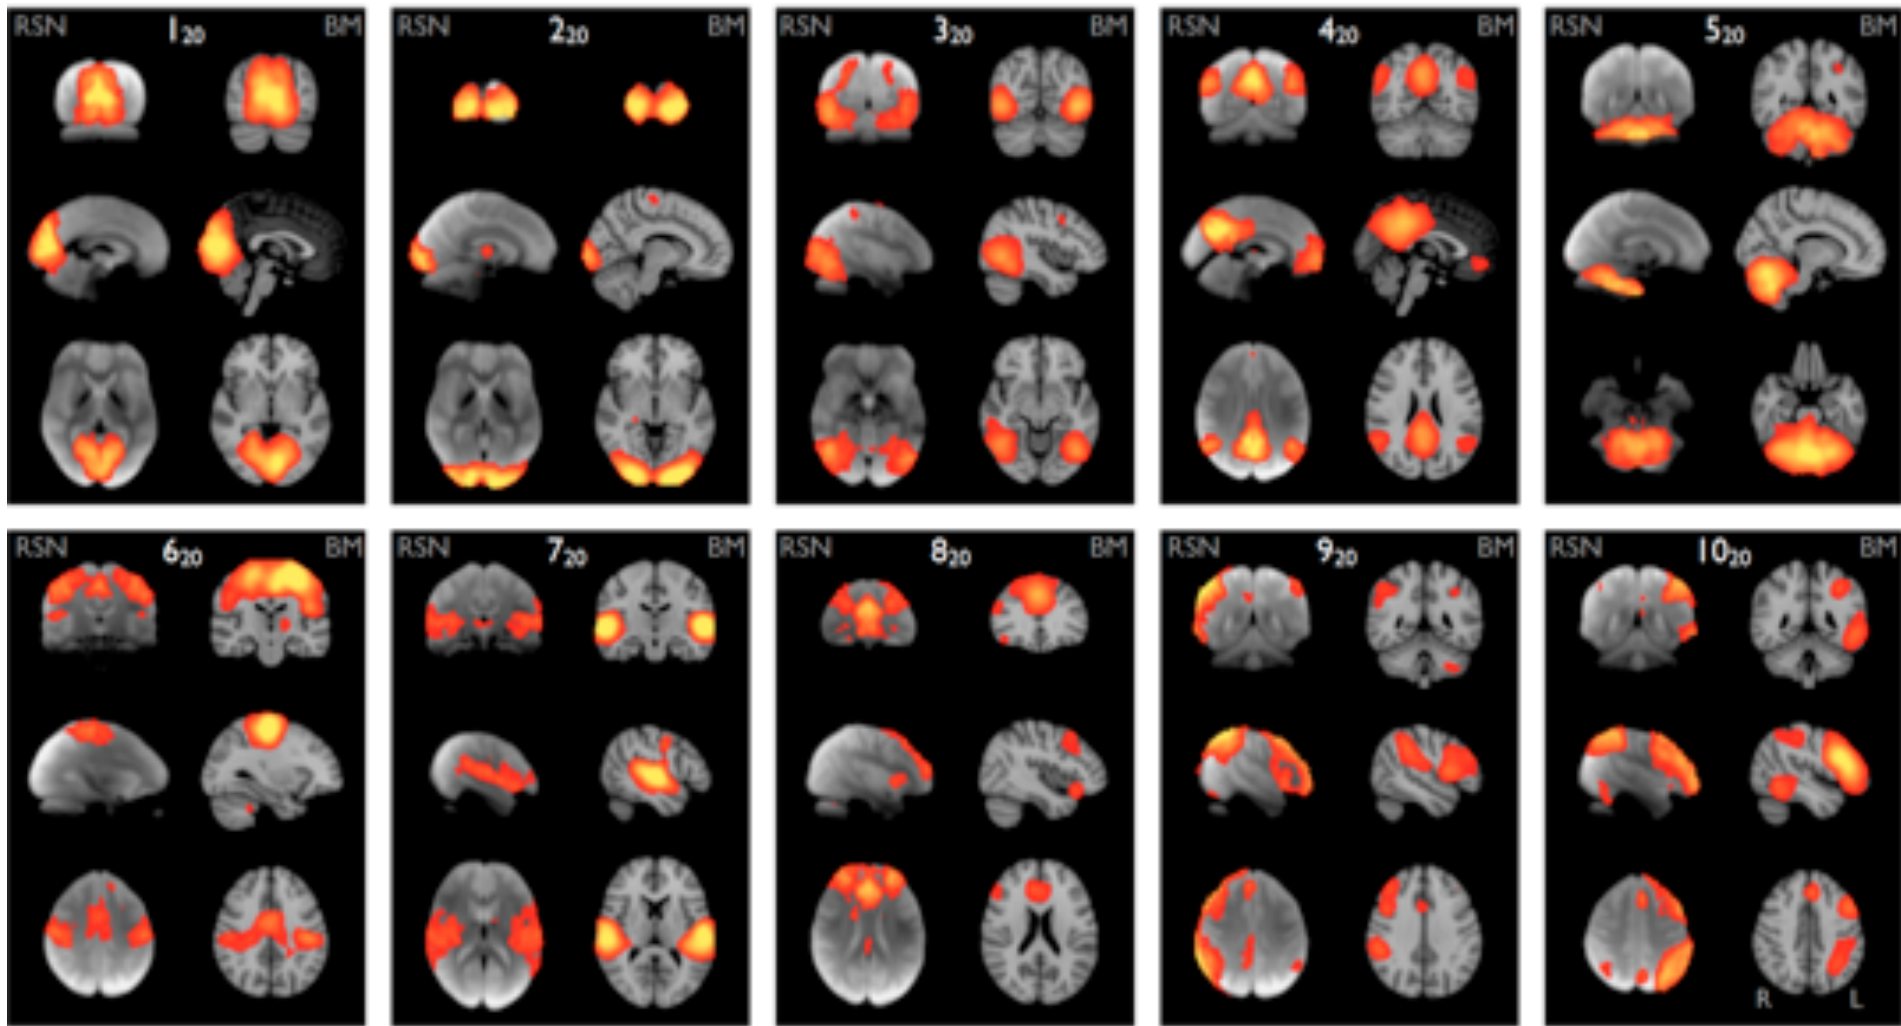 RSN 1₂₀ BM
RSN 2₂₀ BM
RSN 3₂₀ BM
RSN 4₂₀ BM
RSN 5₂₀ BM
RSN 6₂₀ BM
RSN 7₂₀ BM
RSN 8₂₀ BM
RSN 9₂₀ BM
RSN 10₂₀ BM
R L